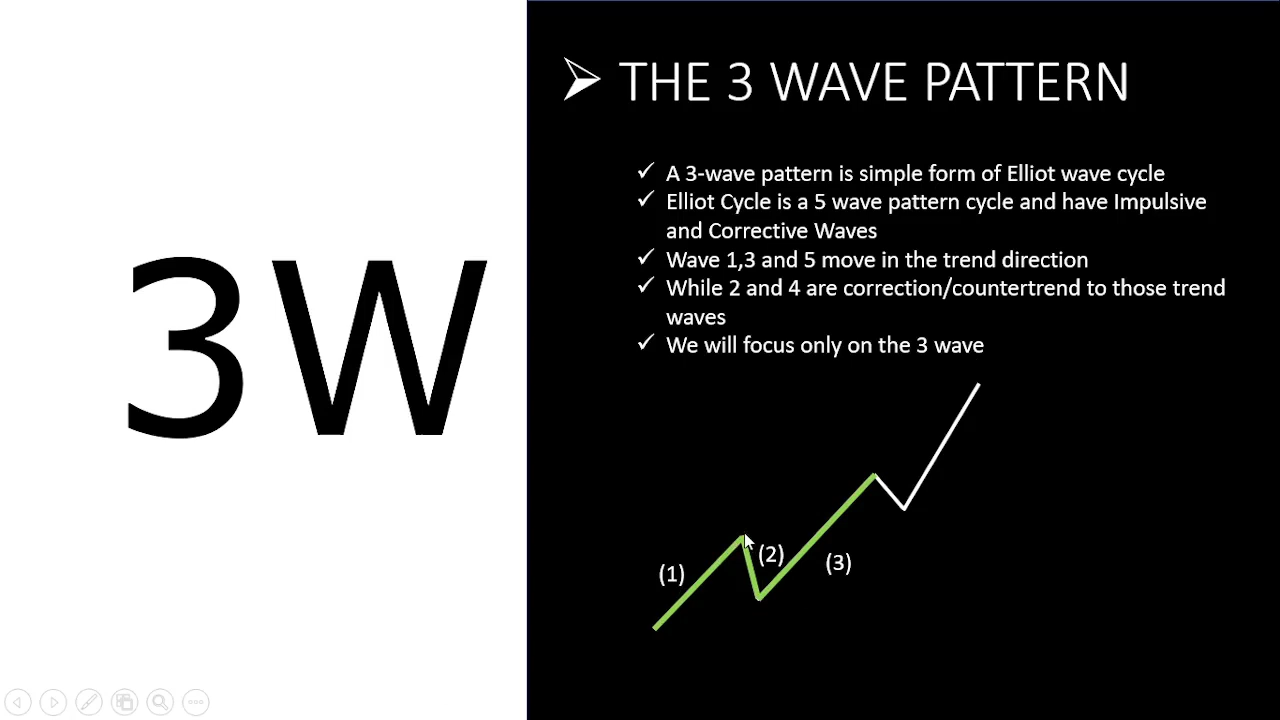 3W
THE 3 WAVE PATTERN
A 3-wave pattern is simple form of Elliot wave cycle
Elliot Cycle is a 5 wave pattern cycle and have Impulsive
and Corrective Waves
Wave 1,3 and 5 move in the trend direction
While 2 and 4 are correction/countertrend to those trend
waves
We will focus only on the 3 wave
(1)
(2)
(3)